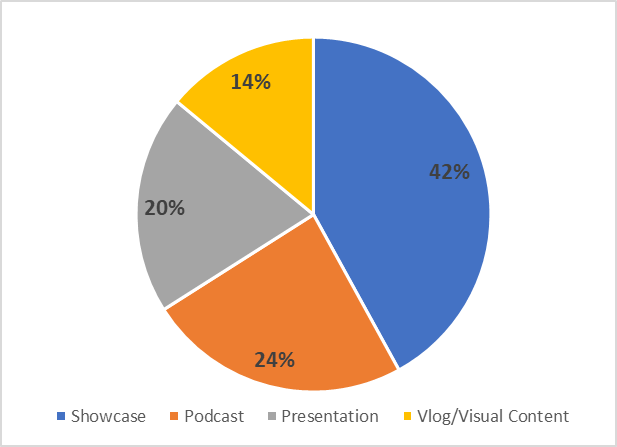 14%
42%
20%
24%
Showcase Podcast Presentation Vlog/Visual Content